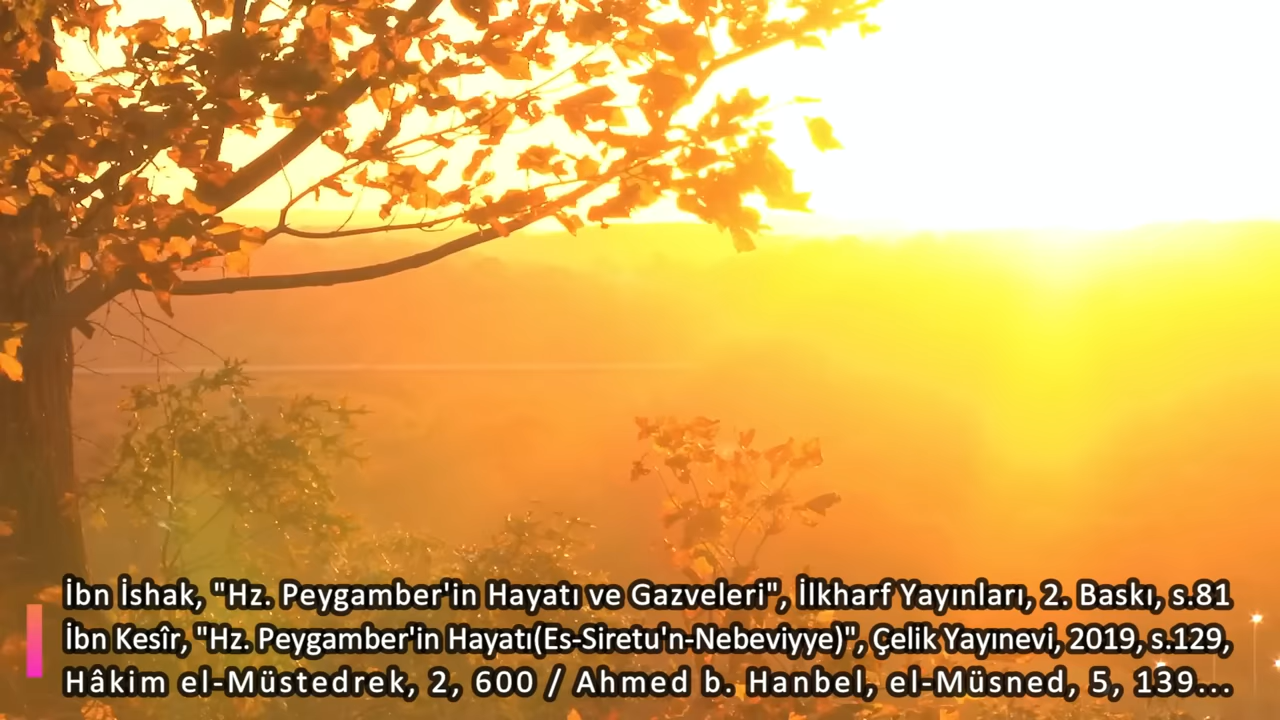 İbn İshak, "Hz. Peygamber'in Hayatı ve Gazveleri", İlkharf Yayınları, 2. Baskı, s.81
İbn Kesîr, "Hz. Peygamber'in Hayatı(Es-Siretu'n-Nebeviyye)", Çelik Yayınevi, 2019, s.129,
Hâkim el-Müstedrek, 2, 600 / Ahmed b. Hanbel, el-Müsned, 5, 139...